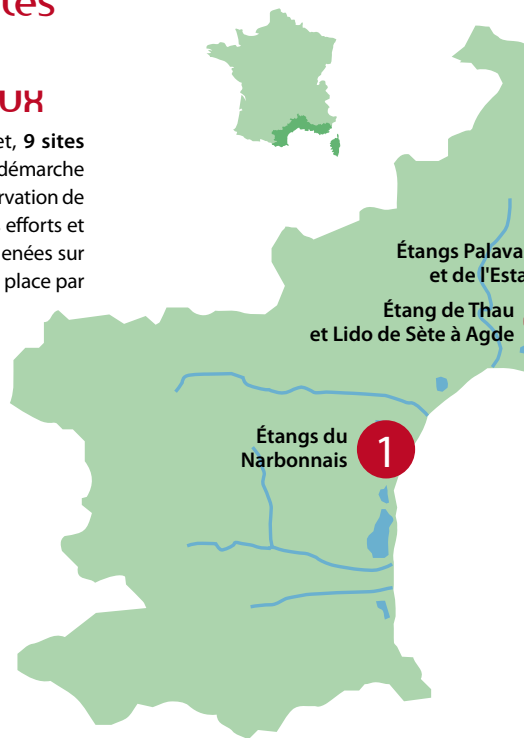 tes
ux
et, 9 sites
démarche
rvation de
efforts et
enées sur
place par
Étangs Palava
et de l'Esta
Étang de Thau
et Lido de Sète à Agde
Étangs du
Narbonnais
1